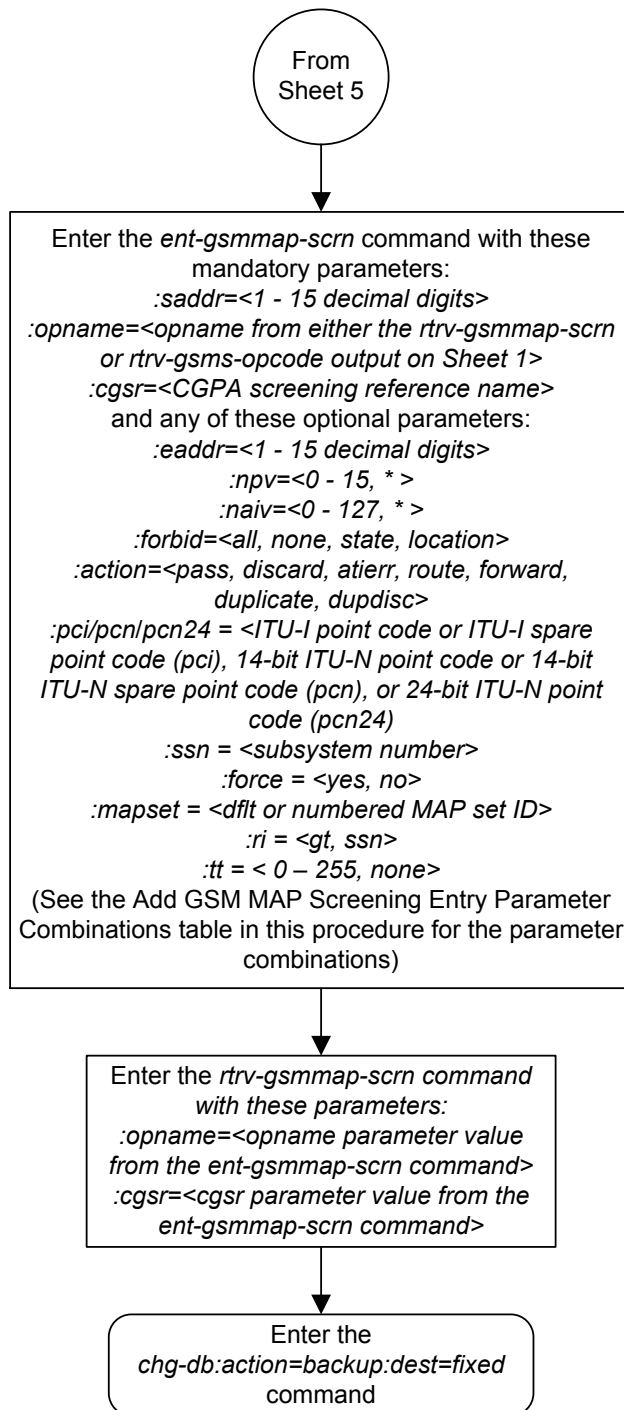 From
Sheet 5
Enter the ent-gsmmap-scrn command with these
mandatory parameters:
:saddr=<1 - 15 decimal digits>
:opname=<opname from either the rtrv-gsmmap-scrn
or rtrv-gsms-opcode output on Sheet 1>
:cgsr=<CGPA screening reference name>
and any of these optional parameters:
:eaddr=<1 - 15 decimal digits>
:npv=<0 - 15, * >
:naiv=<0 - 127, * >
:forbid=<all, none, state, location>
:action=<pass, discard, atierr, route, forward,
duplicate, dupdisc>
:pci/pcn/pcn24 = <ITU-I point code or ITU-I spare
point code (pci), 14-bit ITU-N point code or 14-bit
ITU-N spare point code (pcn), or 24-bit ITU-N point
code (pcn24)
:ssn = <subsystem number>
:force = <yes, no>
:mapset = <dflt or numbered MAP set ID>
:ri = <gt, ssn>
:tt = < 0 – 255, none>
(See the Add GSM MAP Screening Entry Parameter
Combinations table in this procedure for the parameter
combinations)
Enter the rtrv-gsmmap-scrn command
with these parameters:
:opname=<opname parameter value
from the ent-gsmmap-scrn command>
:cgsr=<cgsr parameter value from the
ent-gsmmap-scrn command>
Enter the
chg-db:action=backup:dest=fixed
command